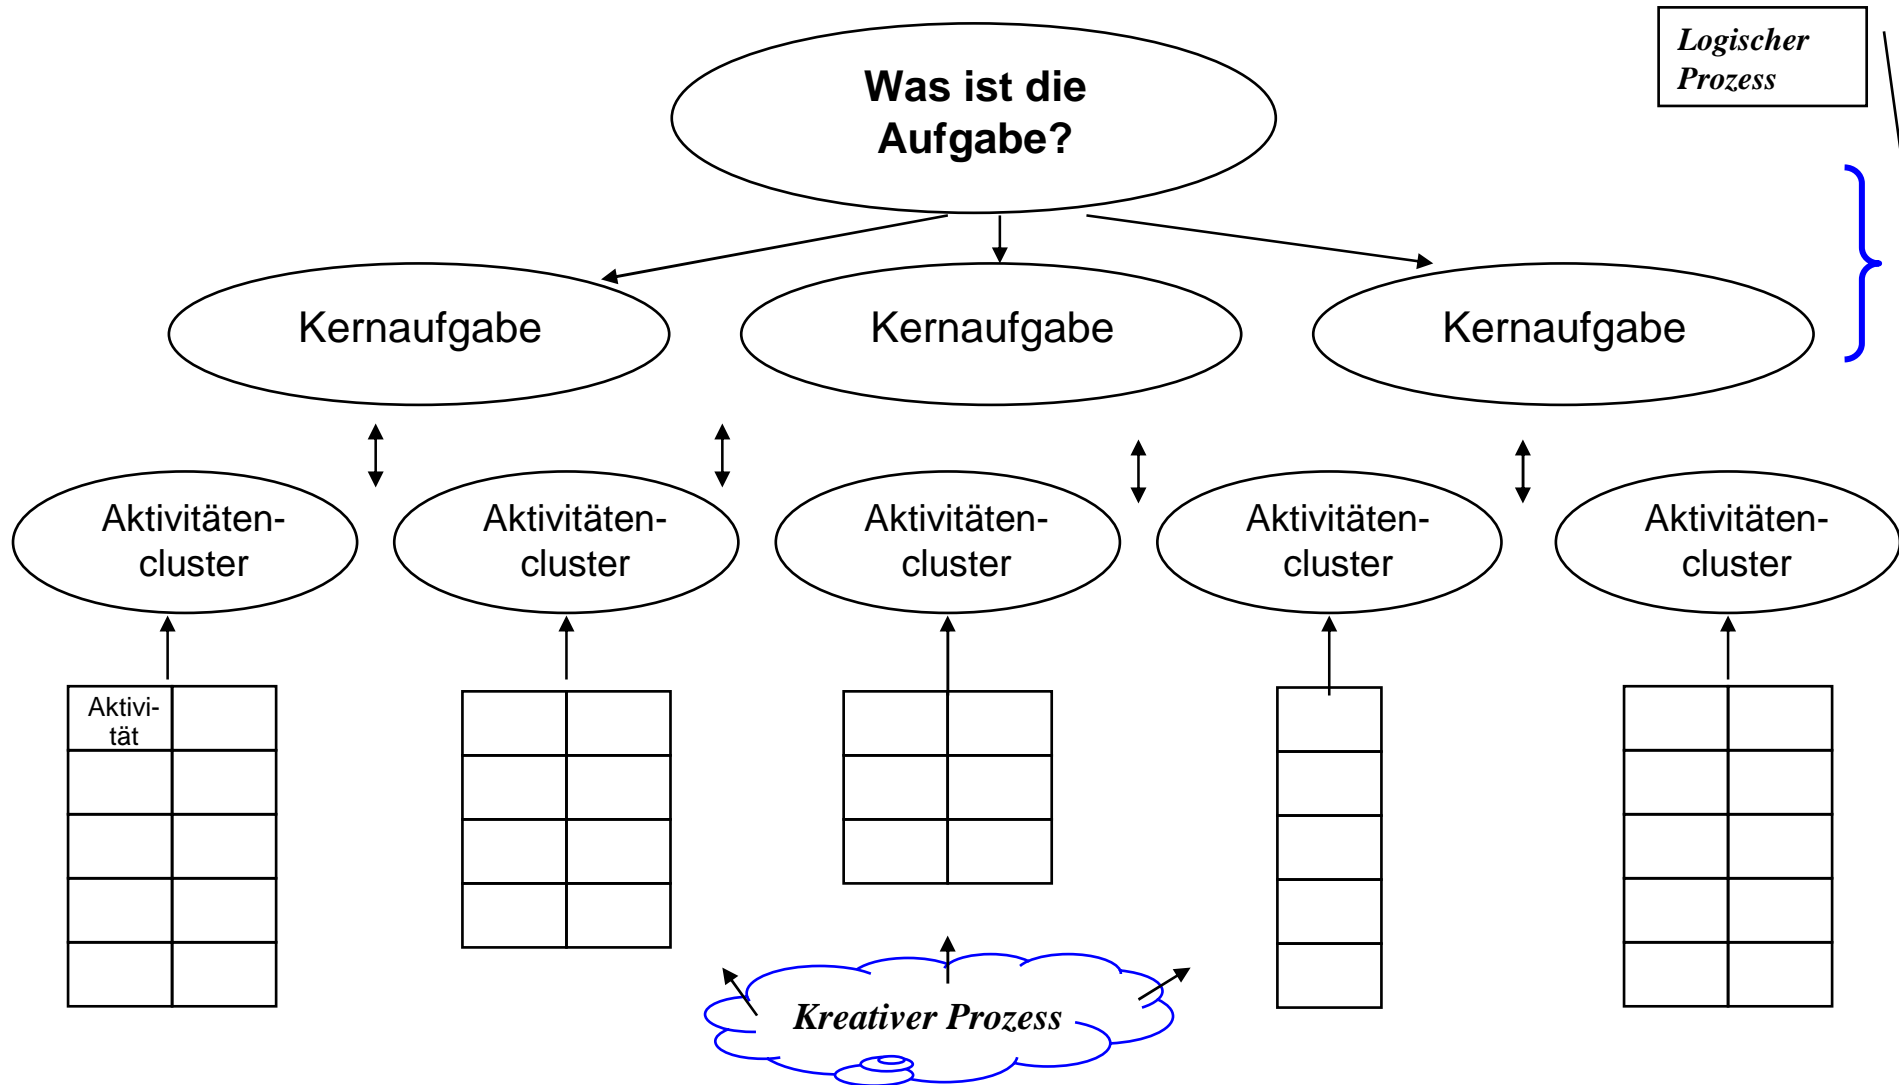 Logischer
Prozess
Was ist die
Aufgabe?
Kernaufgabe
Kernaufgabe
Kernaufgabe
Aktivitäten-
cluster
Aktivitäten-
cluster
Aktivitäten-
cluster
Aktivitäten-
cluster
Aktivitäten-
cluster
Aktivi-
tät
Kreativer Prozess